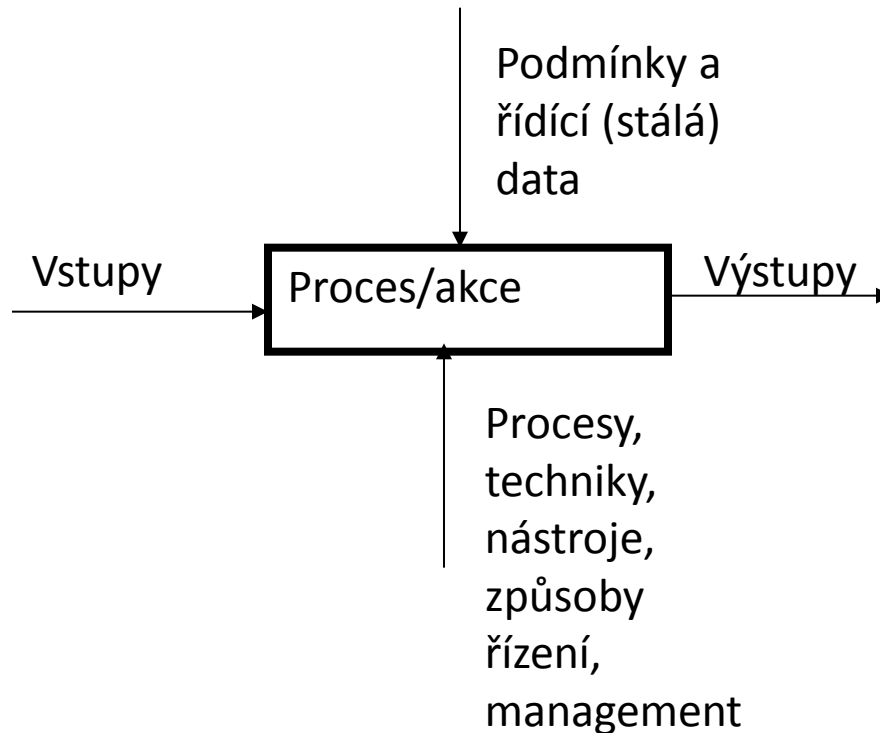 Podmínky a
řídící (stálá)
data
Vstupy
Proces/akce
Výstupy
Procesy,
techniky,
nástroje,
způsoby
řízení,
management